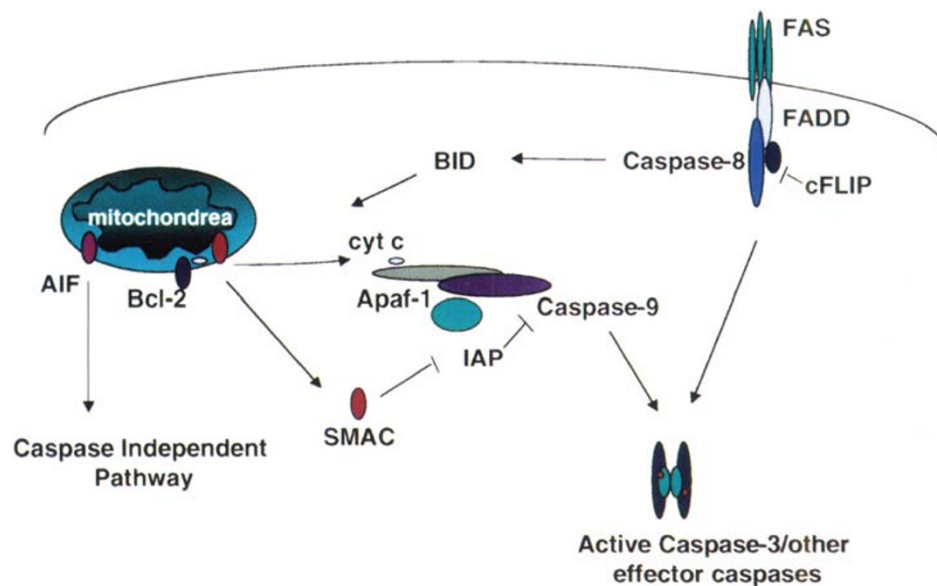 FAS
FADD
BID
Caspase-8
cFLIP
mitochondrea
cyt c
AIF
Bcl-2
Apaf-1
Caspase-9
IAP
SMAC
Caspase Independent
Pathway
Active Caspase-3/other
effector caspases